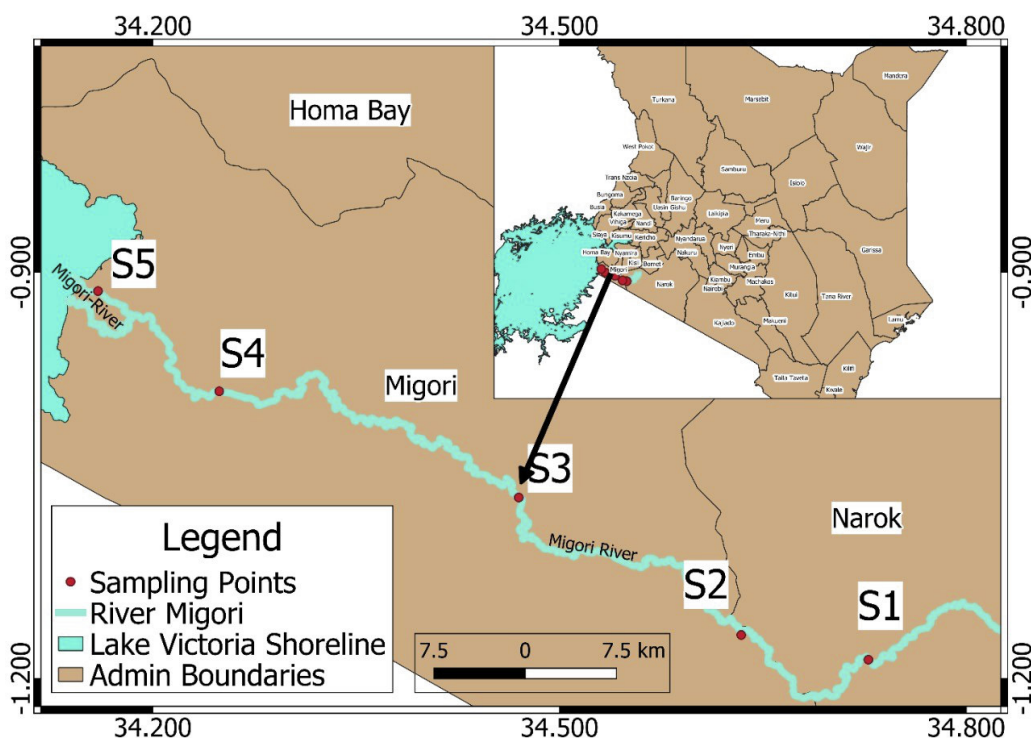 34.200
34.500
34.800
Homa Bay
Mandera
Turkana
Marsabit
Wajir
West Pokot
Samburu
Isiolo
Trans Nzoia
Bungoma
Baringo
Uasin Gishu
Laikipia
Busia
Kakamega
Vihiga
Nandi
Meru
Tharaka-Nithi
Siaya
Kisumu
Kericho
Nyandarua
Nyeri
Embu
Garissa
Homa Bay
Nyamira
Kisii
Bomet
Nakuru
Murang'a
Migori
Narok
Kiambu
Nairobi
Machakos
Kitui
Tana River
Kajiado
Makueni
Lamu
Kilifi
Taita Taveta
Kwale
-0.900
-0.900
S5
Migori-River
S4
Migori
S3
Migori River
Narok
S2
S1
Legend
Sampling Points
River Migori
Lake Victoria Shoreline
Admin Boundaries
7.5 0 7.5 km
-1.200
-1.200
34.200
34.500
34.800